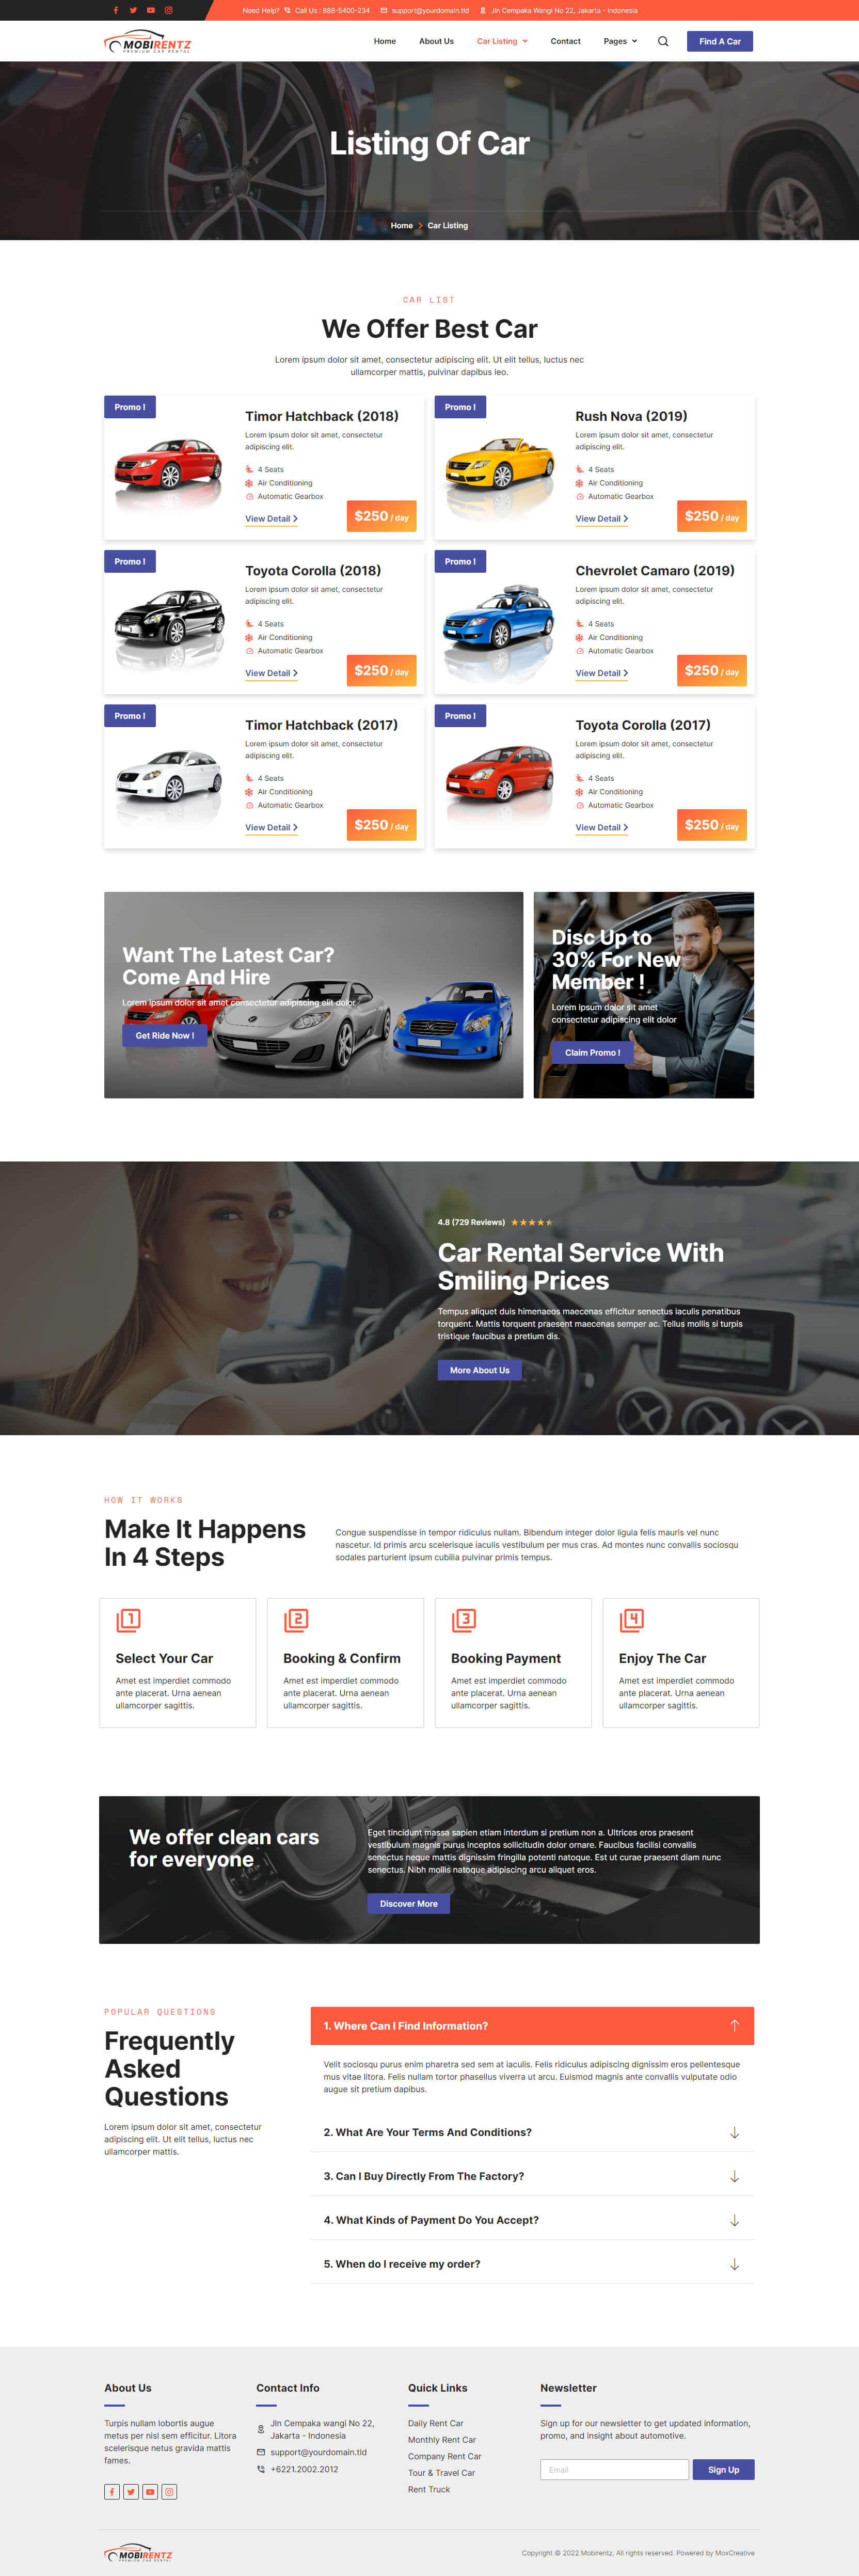 Need Help? Call Us : 888-5400-234 support@yourdomain.tld Jln Cempaka Wangi No 22, Jakarta - Indonesia
MOBIRENTZ
PREMIUM CAR RENTAL
Home About Us Car Listing Contact Pages Find A Car
Listing Of Car
Home Car Listing
CAR LIST
We Offer Best Car
Lorem ipsum dolor sit amet, consectetur adipiscing elit. Ut elit tellus, luctus nec
ullamcorper mattis, pulvinar dapibus leo.
Promo !
Timor Hatchback (2018)
Lorem ipsum dolor sit amet, consectetur
adipiscing elit.
4 Seats
Air Conditioning
Automatic Gearbox
View Detail
$250 / day
Promo !
Rush Nova (2019)
Lorem ipsum dolor sit amet, consectetur
adipiscing elit.
4 Seats
Air Conditioning
Automatic Gearbox
View Detail
$250 / day
Promo !
Toyota Corolla (2018)
Lorem ipsum dolor sit amet, consectetur
adipiscing elit.
4 Seats
Air Conditioning
Automatic Gearbox
View Detail
$250 / day
Promo !
Chevrolet Camaro (2019)
Lorem ipsum dolor sit amet, consectetur
adipiscing elit.
4 Seats
Air Conditioning
Automatic Gearbox
View Detail
$250 / day
Promo !
Timor Hatchback (2017)
Lorem ipsum dolor sit amet, consectetur
adipiscing elit.
4 Seats
Air Conditioning
Automatic Gearbox
View Detail
$250 / day
Promo !
Toyota Corolla (2017)
Lorem ipsum dolor sit amet, consectetur
adipiscing elit.
4 Seats
Air Conditioning
Automatic Gearbox
View Detail
$250 / day
Want The Latest Car?
Come And Hire
Lorem ipsum dolor sit amet consectetur adipiscing elit dolor
Get Ride Now !
Disc Up to
30% For New
Member !
Lorem ipsum dolor sit amet
consectetur adipiscing elit dolor
Claim Promo !
4.8 (729 Reviews)
Car Rental Service With
Smiling Prices
Tempus aliquet duis himenaeos maecenas efficitur senectus iaculis penatibus
torquent. Mattis torquent praesent maecenas semper ac. Tellus mollis si turpis
tristique faucibus a pretium dis.
More About Us
HOW IT WORKS
Make It Happens
In 4 Steps
Congue suspendisse in tempor ridiculus nullam. Bibendum integer dolor ligula felis mauris vel nunc
nascetur. Id primis arcu scelerisque iaculis vestibulum per mus cras. Ad montes nunc convallis sociosqu
sodales parturient ipsum cubilia pulvinar primis tempus.
1
Select Your Car
Amet est imperdiet commodo
ante placerat. Urna aenean
ullamcorper sagittis.
2
Booking & Confirm
Amet est imperdiet commodo
ante placerat. Urna aenean
ullamcorper sagittis.
3
Booking Payment
Amet est imperdiet commodo
ante placerat. Urna aenean
ullamcorper sagittis.
4
Enjoy The Car
Amet est imperdiet commodo
ante placerat. Urna aenean
ullamcorper sagittis.
We offer clean cars
for everyone
Eget tincidunt massa sapien etiam interdum si pretium non a. Ultrices eros praesent
vestibulum magnis purus inceptos sollicitudin dolor ornare. Faucibus facilisi convallis
senectus neque mattis dignissim fringilla potenti natoque. Est ut curae praesent diam nunc
senectus. Nibh mollis natoque adipiscing arcu aliquet eros.
Discover More
POPULAR QUESTIONS
Frequently
Asked
Questions
Lorem ipsum dolor sit amet, consectetur
adipiscing elit. Ut elit tellus, luctus nec
ullamcorper mattis.
1. Where Can I Find Information?
Velit sociosqu purus enim pharetra sed sem at iaculis. Felis ridiculus adipiscing dignissim eros pellentesque
mus vitae litora. Felis nullam tortor phasellus viverra ut arcu. Euismod magnis ante convallis vulputate odio
augue sit pretium dapibus.
2. What Are Your Terms And Conditions?
3. Can I Buy Directly From The Factory?
4. What Kinds of Payment Do You Accept?
5. When do I receive my order?
About Us
Turpis nullam lobortis augue
metus per nisl sem efficitur. Litora
scelerisque netus gravida mattis
fames.
Contact Info
Jln Cempaka wangi No 22,
Jakarta - Indonesia
support@yourdomain.tld
+6221.2002.2012
Quick Links
Daily Rent Car
Monthly Rent Car
Company Rent Car
Tour & Travel Car
Rent Truck
Newsletter
Sign up for our newsletter to get updated information,
promo, and insight about automotive.
Email
Sign Up
MOBIRENTZ
PREMIUM CAR RENTAL
Copyright © 2022 Mobirentz, All rights reserved. Powered by MoxCreative